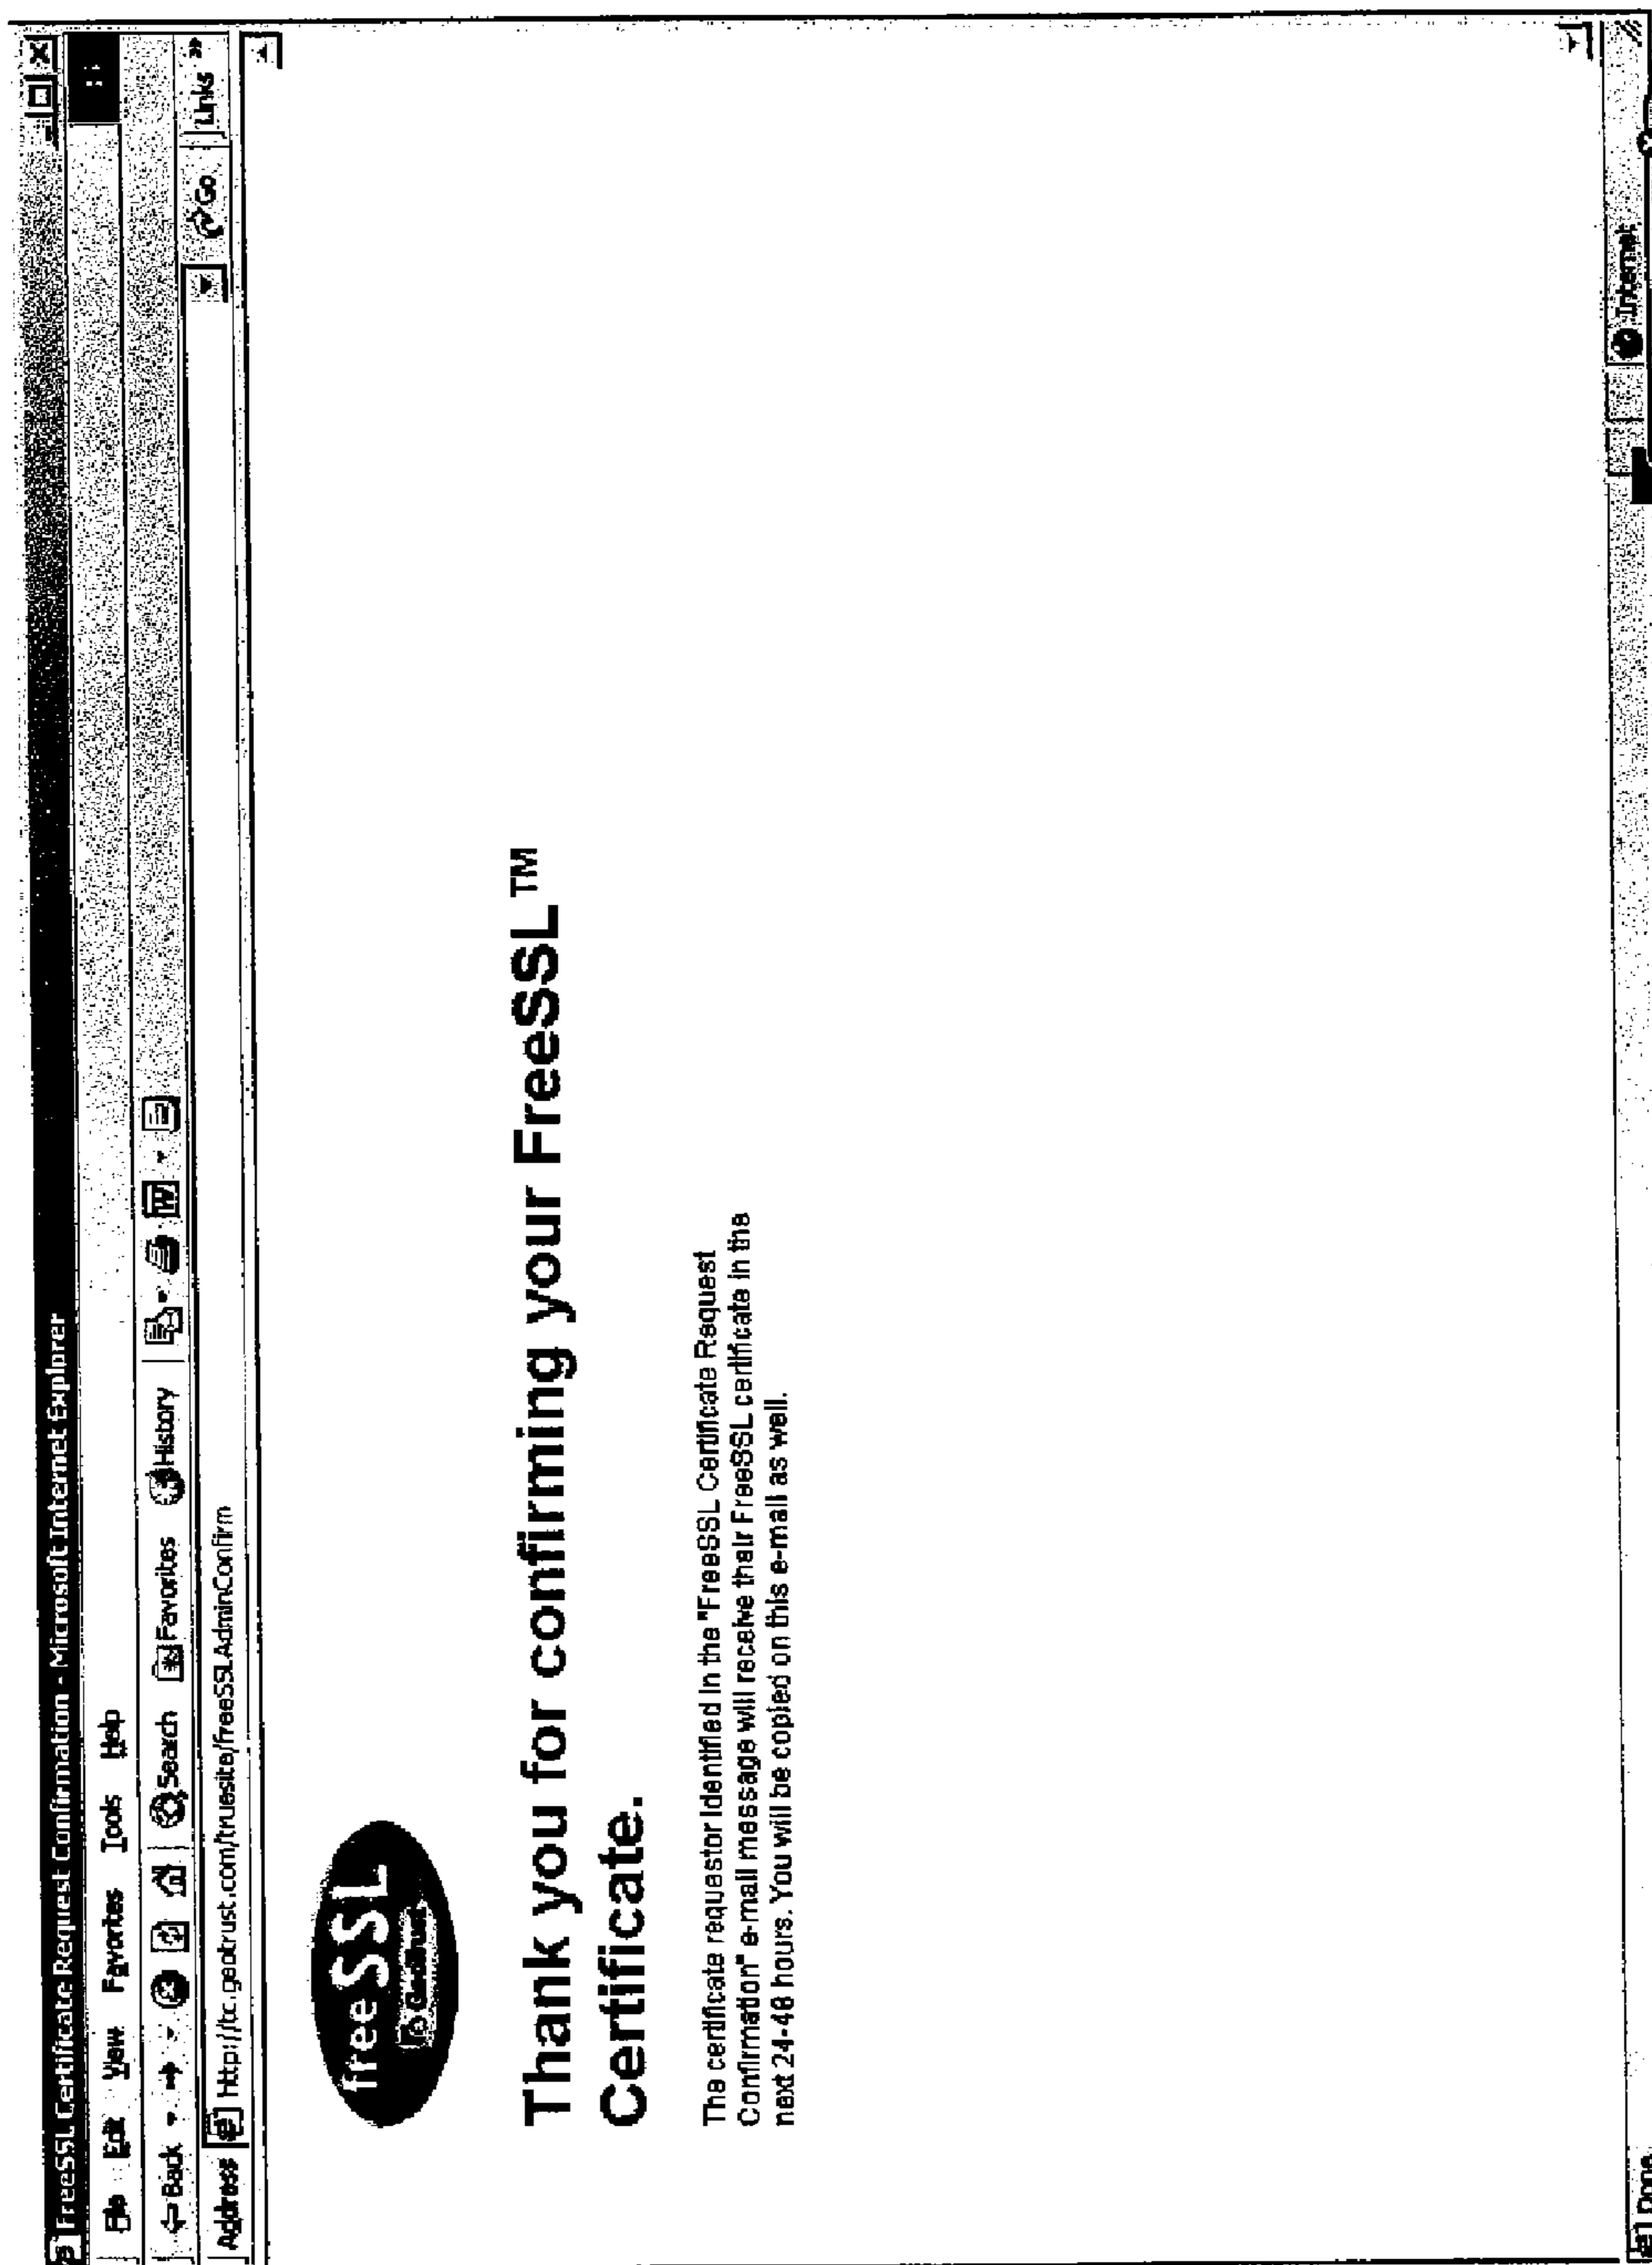 FreeSSL Certificate Request Confirmation - Microsoft Internet Explorer
File Edit View Favorites Tools Help
Back Search Favorites History
Address http://tc.geotrust.com/truesite/freeSSLAdminConfirm Go Links »
free SSL
by GeoTrust
Thank you for confirming your FreeSSL™
Certificate.
The certificate requestor identified in the "FreeSSL Certificate Request
Confirmation" e-mail message will receive their FreeSSL certificate in the
next 24-48 hours. You will be copied on this e-mail as well.
Done Internet